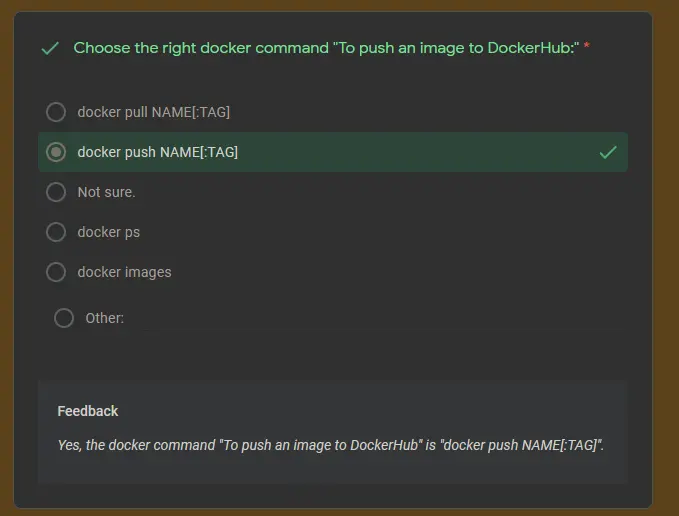 Choose the right docker command "To push an image to DockerHub:" *
docker pull NAME[:TAG]
docker push NAME[:TAG]
Not sure.
docker ps
docker images
Other:
Feedback
Yes, the docker command "To push an image to DockerHub" is "docker push NAME[:TAG]".